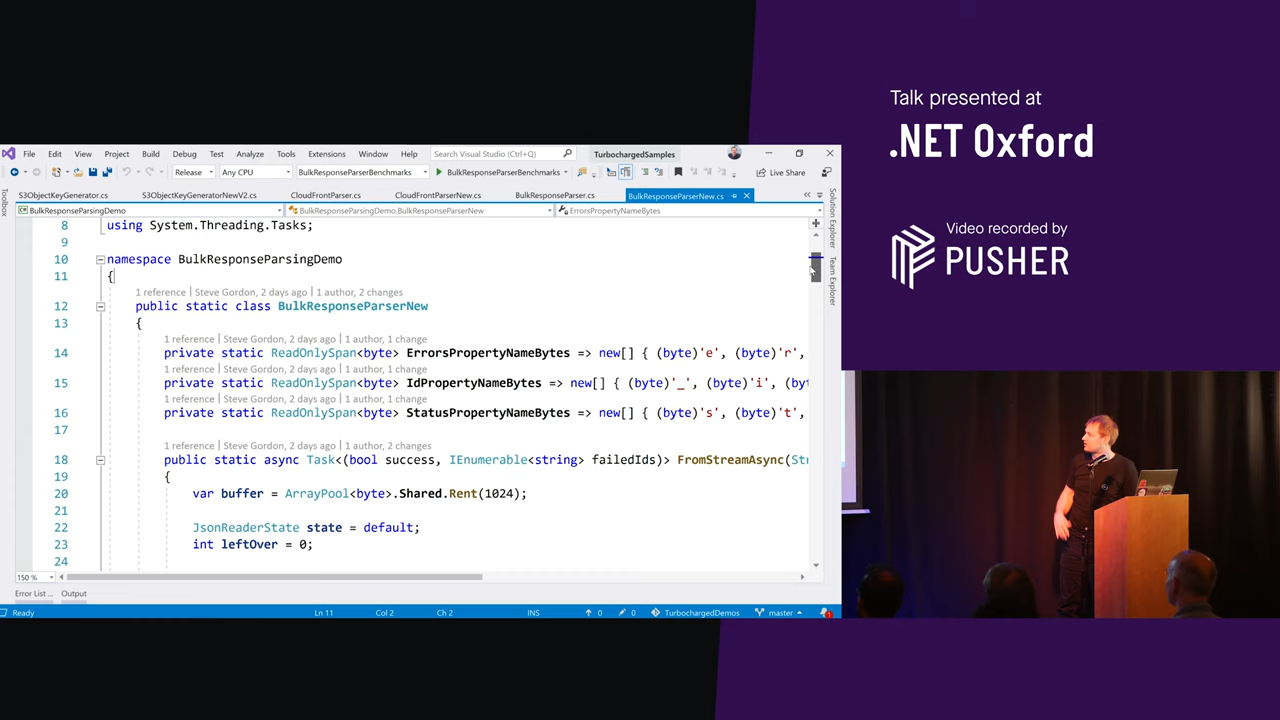 Talk presented at
.NET Oxford
Video recorded by
PUSHER
File Edit View Project Build Debug Test Analyze Tools Extensions Window Help Search Visual Studio (Ctrl+Q) TurbochargedSamples
Release Any CPU BulkResponseParserBenchmarks BulkResponseParserBenchmarks Live Share
S3ObjectKeyGenerator.cs S3ObjectKeyGeneratorNewV2.cs CloudFrontParser.cs CloudFrontParserNew.cs BulkResponseParser.cs BulkResponseParserNew.cs
BulkResponseParsingDemo BulkResponseParsingDemo.BulkResponseParserNew ErrorsPropertyNameBytes
Toolbox
Solution Explorer
Team Explorer
8 using System.Threading.Tasks;
9
10 namespace BulkResponseParsingDemo
11 {
1 reference | Steve Gordon, 2 days ago | 1 author, 2 changes
12 public static class BulkResponseParserNew
13 {
1 reference | Steve Gordon, 2 days ago | 1 author, 1 change
14 private static ReadOnlySpan<byte> ErrorsPropertyNameBytes => new[] { (byte)'e', (byte)'r',
1 reference | Steve Gordon, 2 days ago | 1 author, 1 change
15 private static ReadOnlySpan<byte> IdPropertyNameBytes => new[] { (byte)'_', (byte)'i', (byt
1 reference | Steve Gordon, 2 days ago | 1 author, 1 change
16 private static ReadOnlySpan<byte> StatusPropertyNameBytes => new[] { (byte)'s', (byte)'t',
17
1 reference | Steve Gordon, 2 days ago | 1 author, 2 changes
18 public static async Task<(bool success, IEnumerable<string> failedIds)> FromStreamAsync(St
19 {
20 var buffer = ArrayPool<byte>.Shared.Rent(1024);
21
22 JsonReaderState state = default;
23 int leftOver = 0;
24
150 %
Error List ... Output
Ready Ln 11 Col 2 Ch 2 INS 0 0 TurbochargedDemos master 1